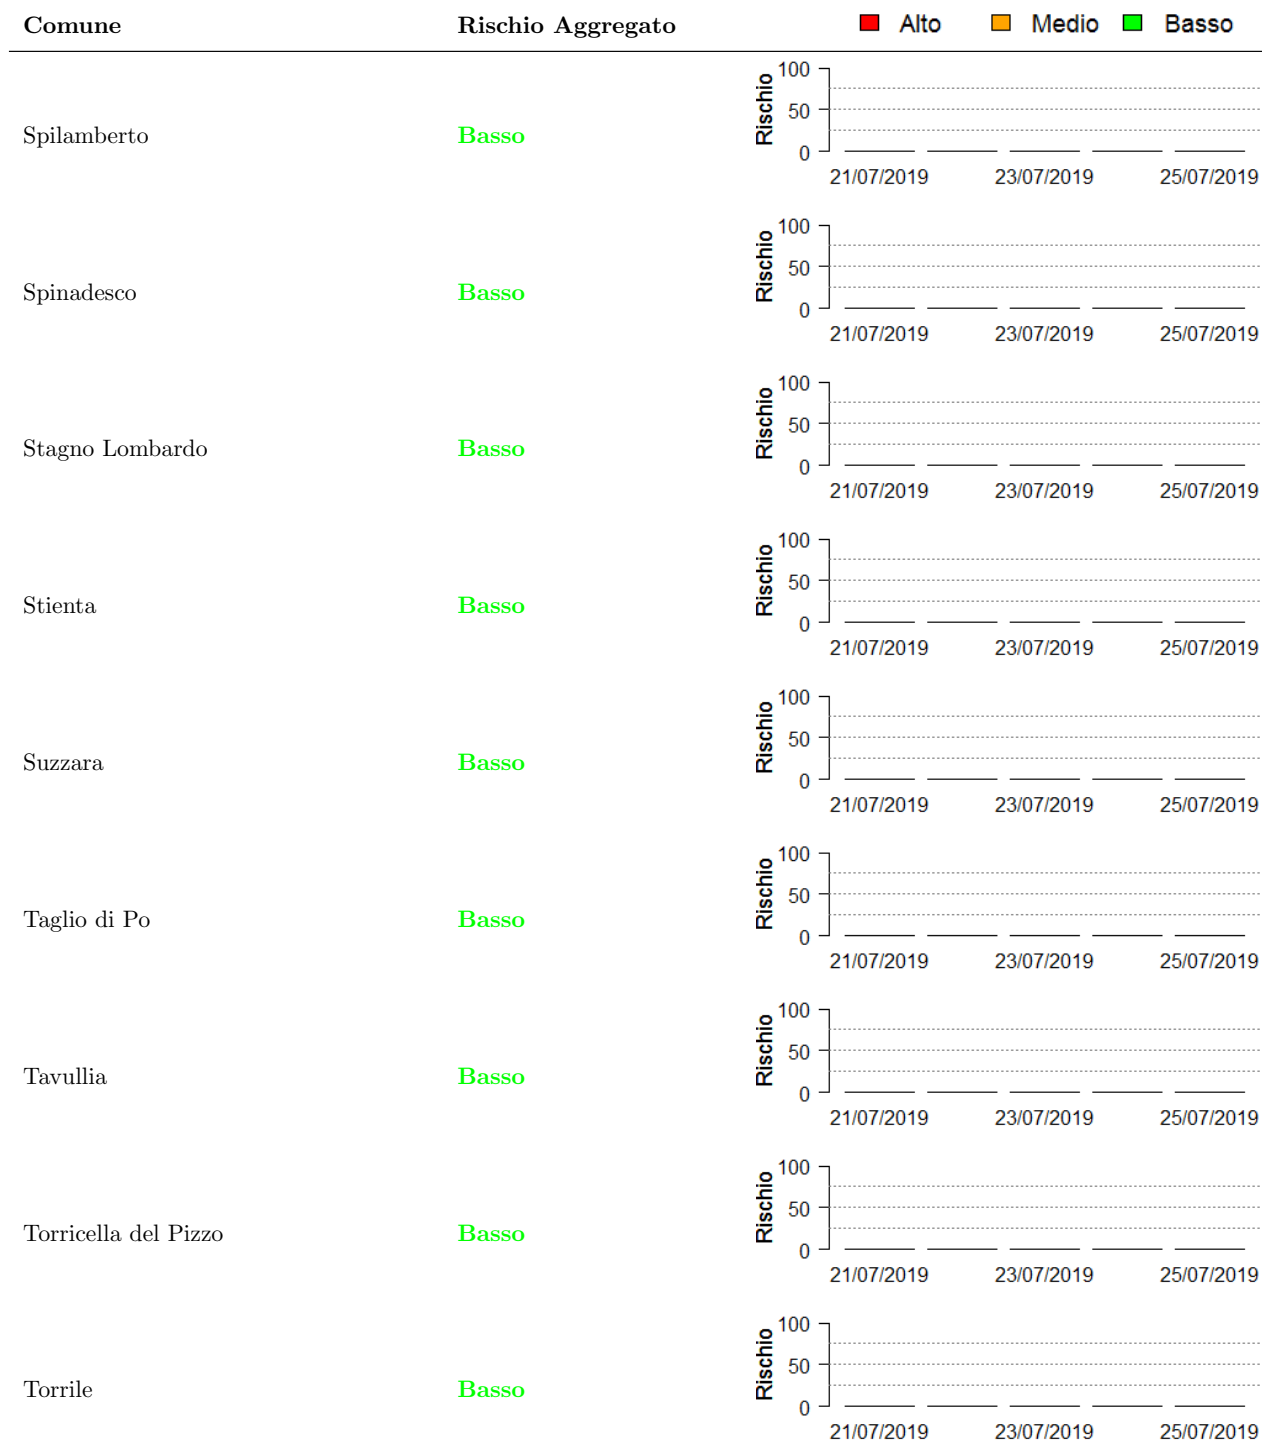 Comune Rischio Aggregato Alto Medio Basso
100
50
0
Rischio
Spilamberto Basso
21/07/2019 23/07/2019 25/07/2019
100
50
0
Rischio
Spinadesco Basso
21/07/2019 23/07/2019 25/07/2019
100
50
0
Rischio
Stagno Lombardo Basso
21/07/2019 23/07/2019 25/07/2019
100
50
0
Rischio
Stienta Basso
21/07/2019 23/07/2019 25/07/2019
100
50
0
Rischio
Suzzara Basso
21/07/2019 23/07/2019 25/07/2019
100
50
0
Rischio
Taglio di Po Basso
21/07/2019 23/07/2019 25/07/2019
100
50
0
Rischio
Tavullia Basso
21/07/2019 23/07/2019 25/07/2019
100
50
0
Rischio
Torricella del Pizzo Basso
21/07/2019 23/07/2019 25/07/2019
100
50
0
Rischio
Torrile Basso
21/07/2019 23/07/2019 25/07/2019